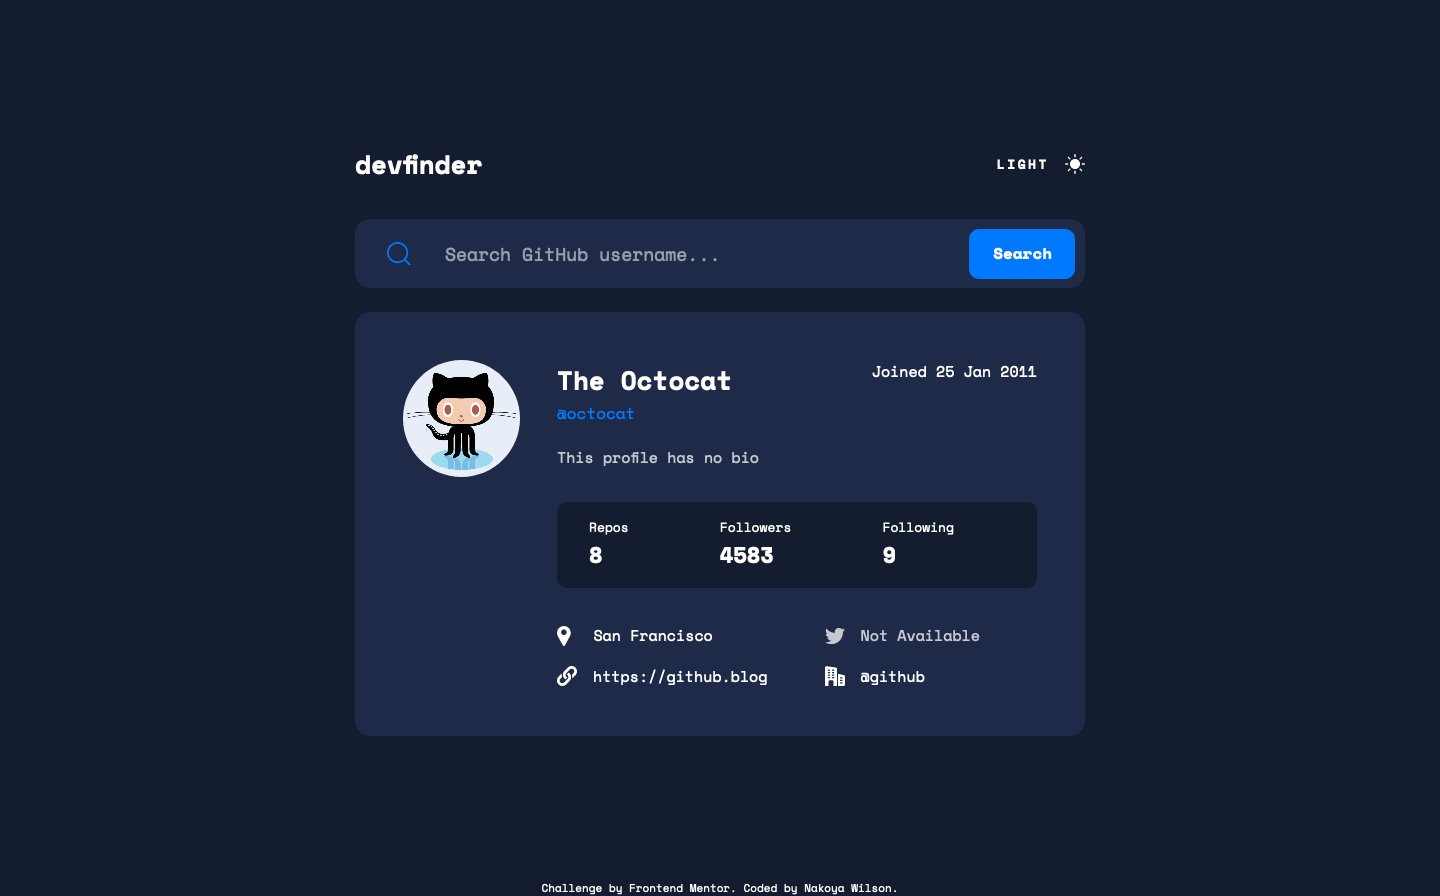 devfinder
LIGHT
Search GitHub username...
Search
The Octocat
Joined 25 Jan 2011
@octocat
This profile has no bio
Repos
Followers
Following
8
4583
9
San Francisco
Not Available
https://github.blog
@github
Challenge by Frontend Mentor. Coded by Nakoya Wilson.